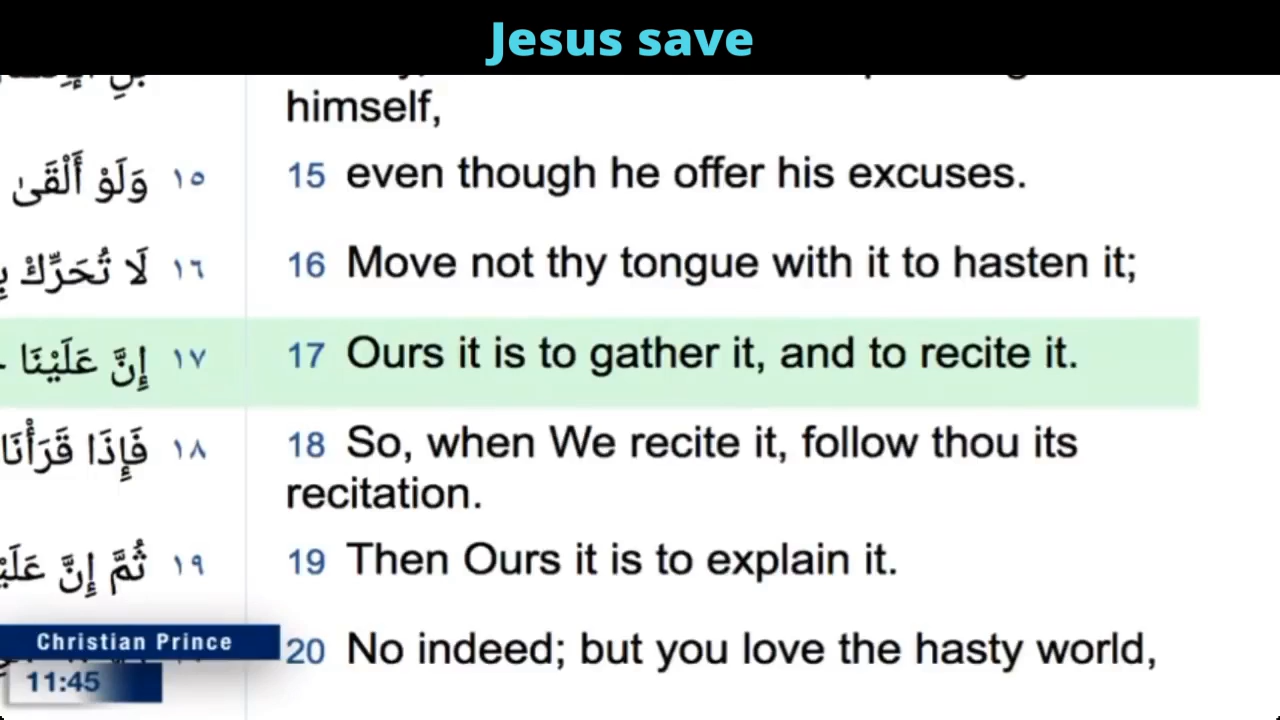 Jesus save
himself,
وَلَوْ أَلْقَىٰ ١٥ 15 even though he offer his excuses.
لَا تُحَرِّكْ ١٦ 16 Move not thy tongue with it to hasten it;
إِنَّ عَلَيْنَا ١٧ 17 Ours it is to gather it, and to recite it.
فَإِذَا قَرَأْنَا ١٨ 18 So, when We recite it, follow thou its
recitation.
ثُمَّ إِنَّ ١٩ 19 Then Ours it is to explain it.
Christian Prince
20 No indeed; but you love the hasty world,
11:45